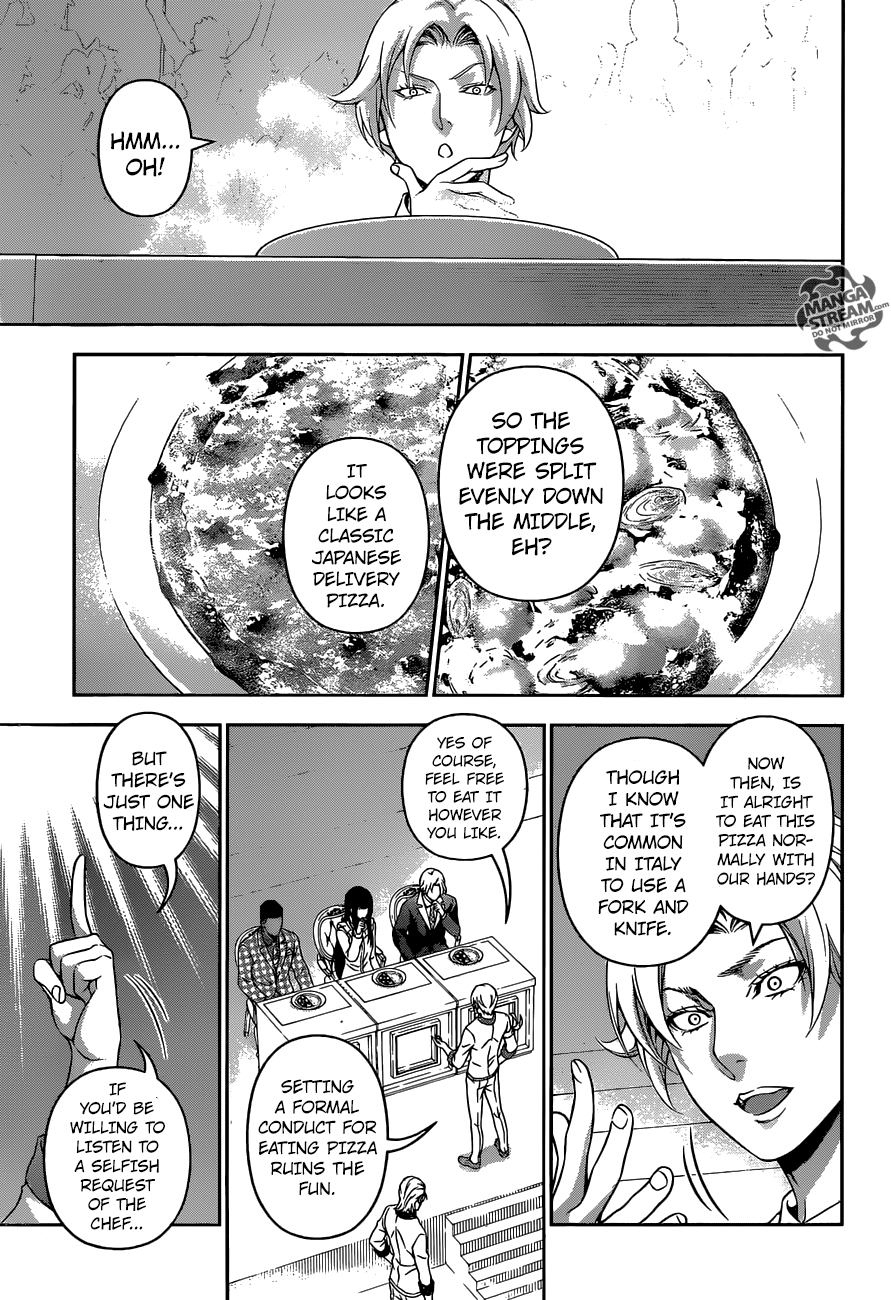 HMM...
OH!
MANGA
STREAM.com
DO NOT MIRROR
SO THE
TOPPINGS
WERE SPLIT
EVENLY DOWN
THE MIDDLE,
EH?
IT
LOOKS
LIKE A
CLASSIC
JAPANESE
DELIVERY
PIZZA.
NOW
THEN, IS
IT ALRIGHT
TO EAT THIS
PIZZA NOR-
MALLY WITH
OUR HANDS?
THOUGH
I KNOW
THAT IT'S
COMMON
IN ITALY
TO USE A
FORK AND
KNIFE.
YES OF
COURSE,
FEEL FREE
TO EAT IT
HOWEVER
YOU LIKE.
SETTING
A FORMAL
CONDUCT FOR
EATING PIZZA
RUINS THE
FUN.
BUT
THERE'S
JUST ONE
THING...
IF
YOU'D BE
WILLING TO
LISTEN TO
A SELFISH
REQUEST
OF THE
CHEF...